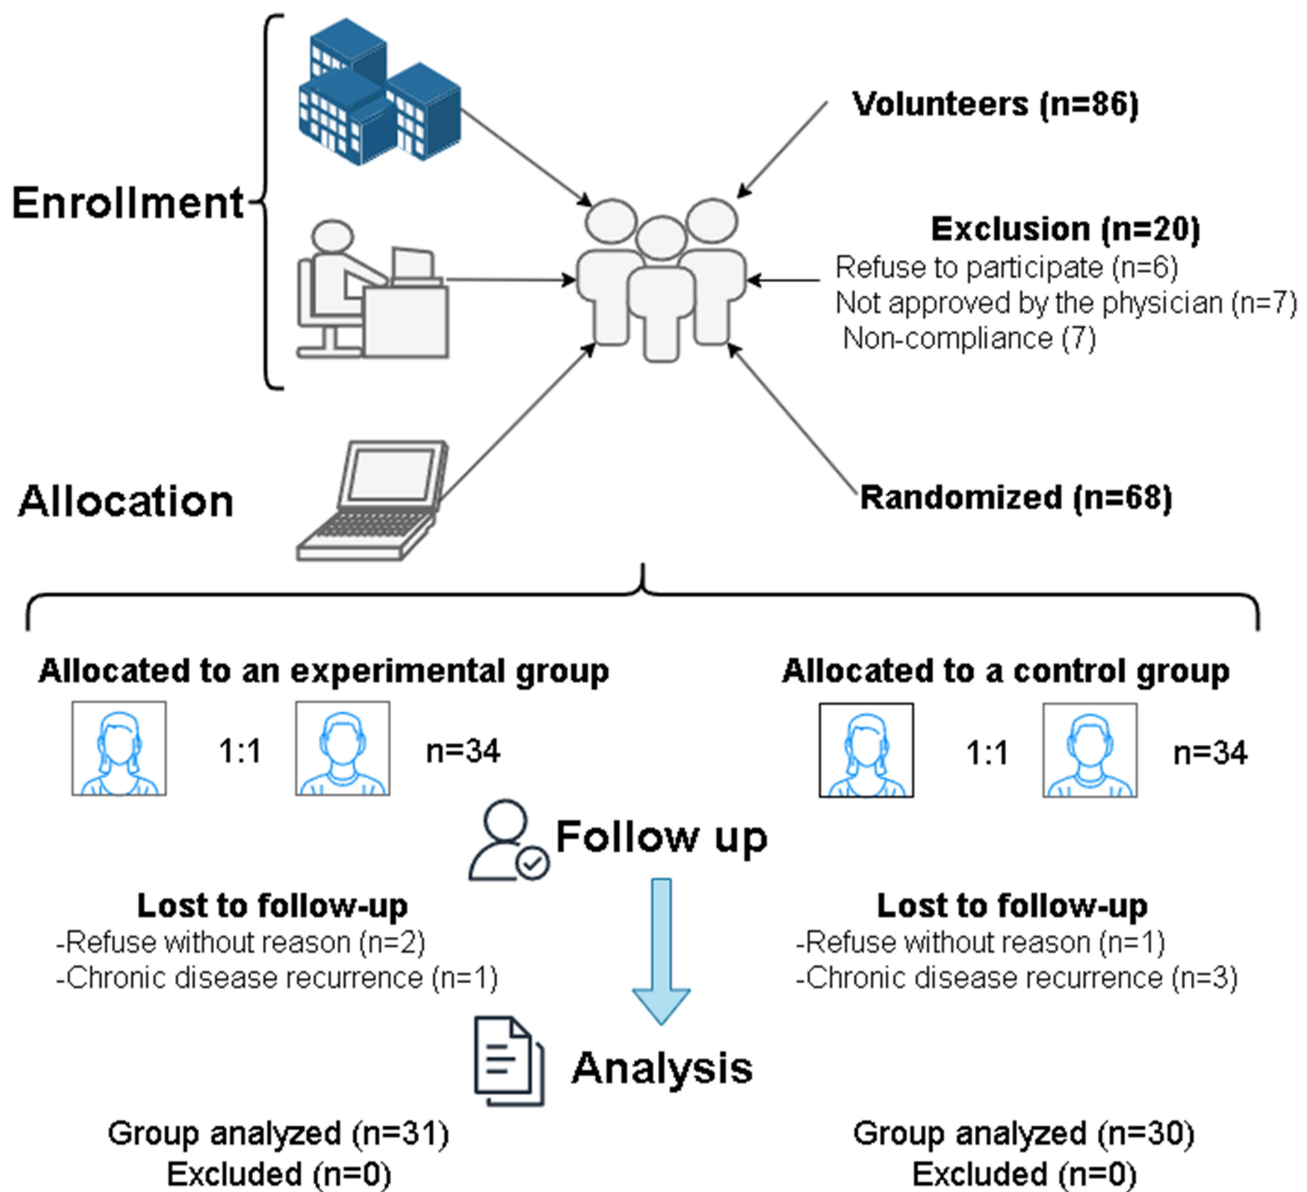 Enrollment
Volunteers (n=86)
Exclusion (n=20)
Refuse to participate (n=6)
Not approved by the physician (n=7)
Non-compliance (7)
Allocation
Randomized (n=68)
Allocated to an experimental group
1:1
n=34
Allocated to a control group
1:1
n=34
Follow up
Lost to follow-up
-Refuse without reason (n=2)
-Chronic disease recurrence (n=1)
Lost to follow-up
-Refuse without reason (n=1)
-Chronic disease recurrence (n=3)
Analysis
Group analyzed (n=31)
Excluded (n=0)
Group analyzed (n=30)
Excluded (n=0)